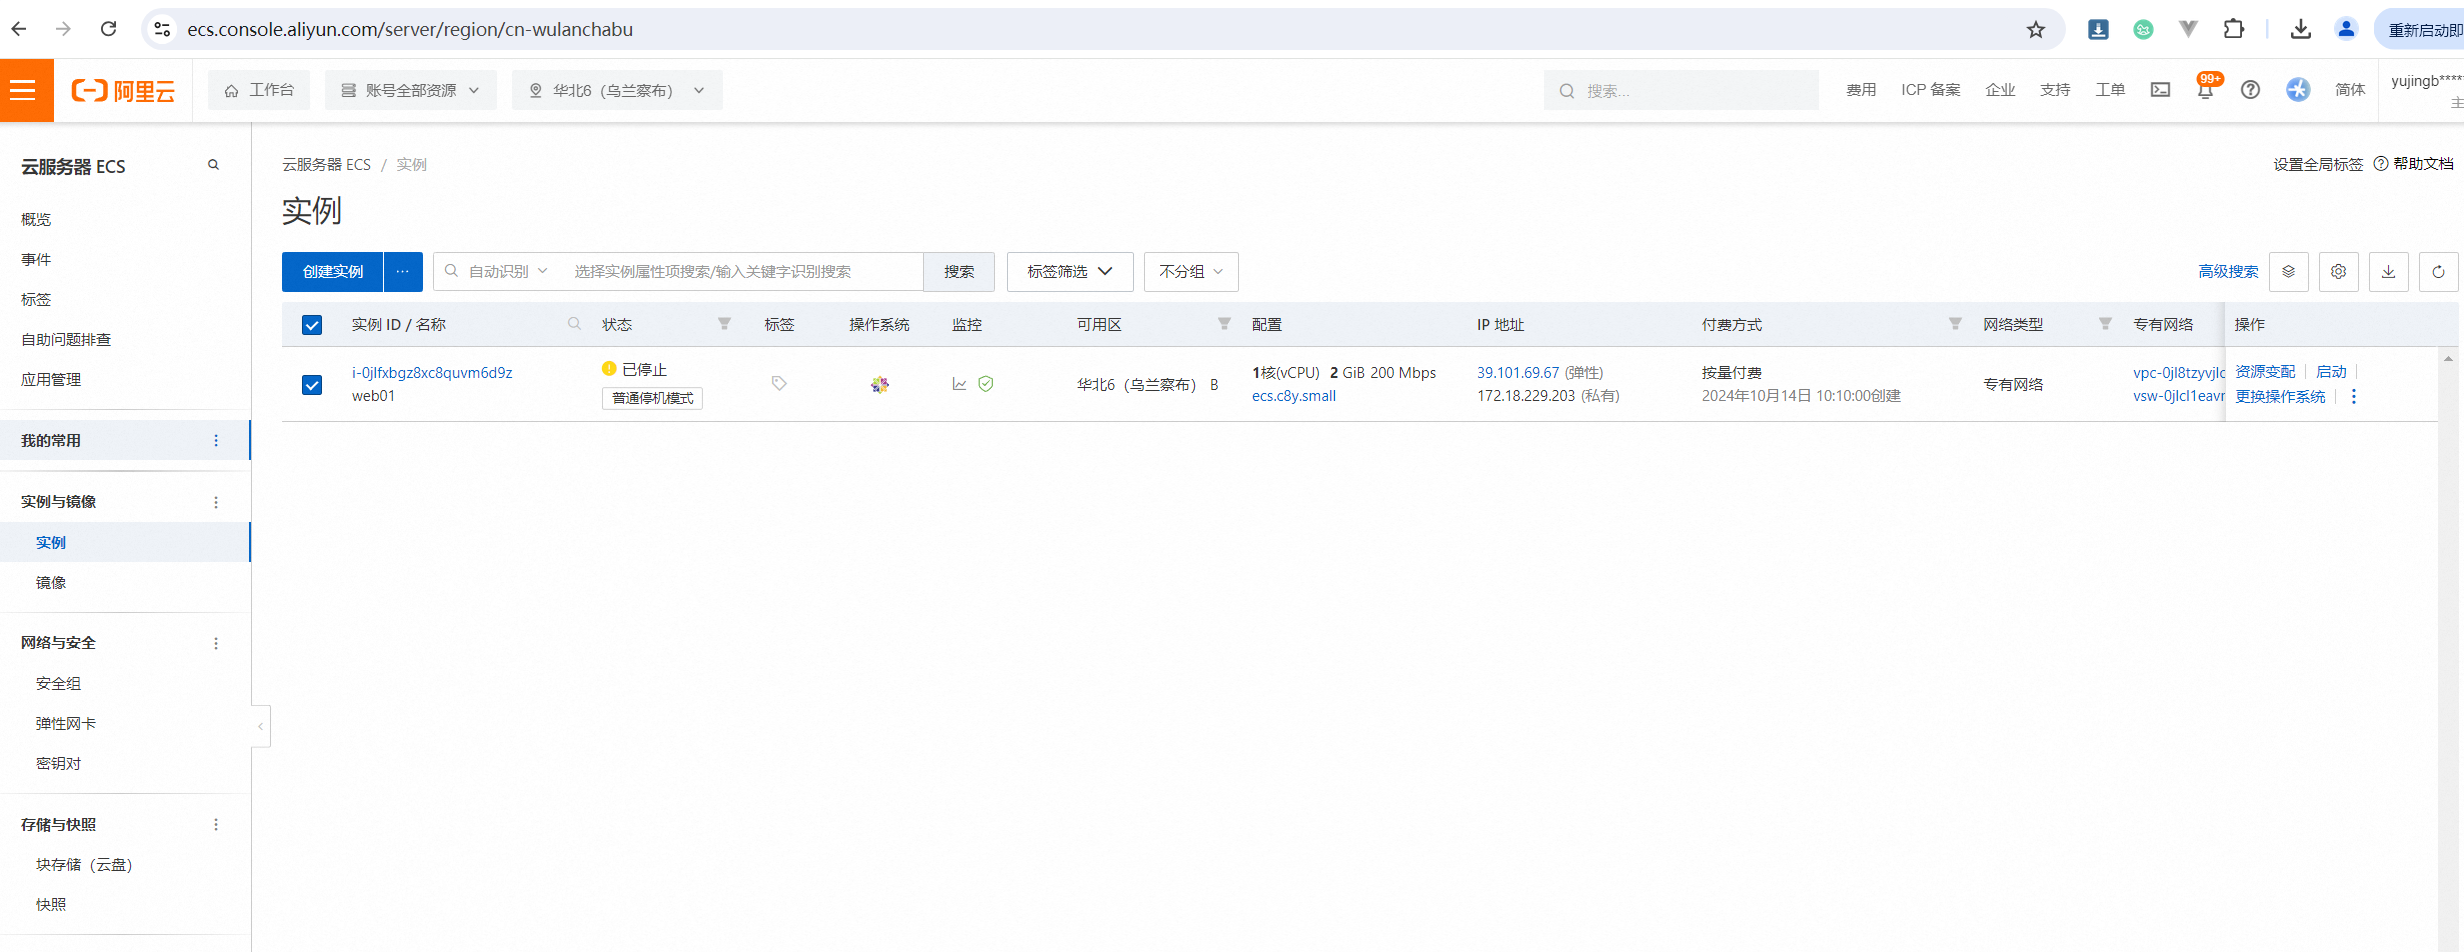 ecs.console.aliyun.com/server/region/cn-wulanchabu
重新启动即
阿里云
工作台
账号全部资源
华北6（乌兰察布）
搜索...
费用
ICP 备案
企业
支持
工单
99+
简体
yujingb*****
主
云服务器 ECS
概览
事件
标签
自助问题排查
应用管理
我的常用
实例与镜像
实例
镜像
网络与安全
安全组
弹性网卡
密钥对
存储与快照
块存储（云盘）
快照
云服务器 ECS / 实例
设置全局标签
帮助文档
实例
创建实例
...
自动识别
选择实例属性项搜索/输入关键字识别搜索
搜索
标签筛选
不分组
高级搜索
实例 ID / 名称
状态
标签
操作系统
监控
可用区
配置
IP 地址
付费方式
网络类型
专有网络
操作
i-0jlfxbgz8xc8quvm6d9z
web01
已停止
普通停机模式
华北6（乌兰察布） B
1核(vCPU) 2 GiB 200 Mbps
ecs.c8y.small
39.101.69.67 (弹性)
172.18.229.203 (私有)
按量付费
2024年10月14日 10:10:00创建
专有网络
vpc-0jl8tzyvjlc
vsw-0jlcl1eavr
资源变配
启动
更换操作系统